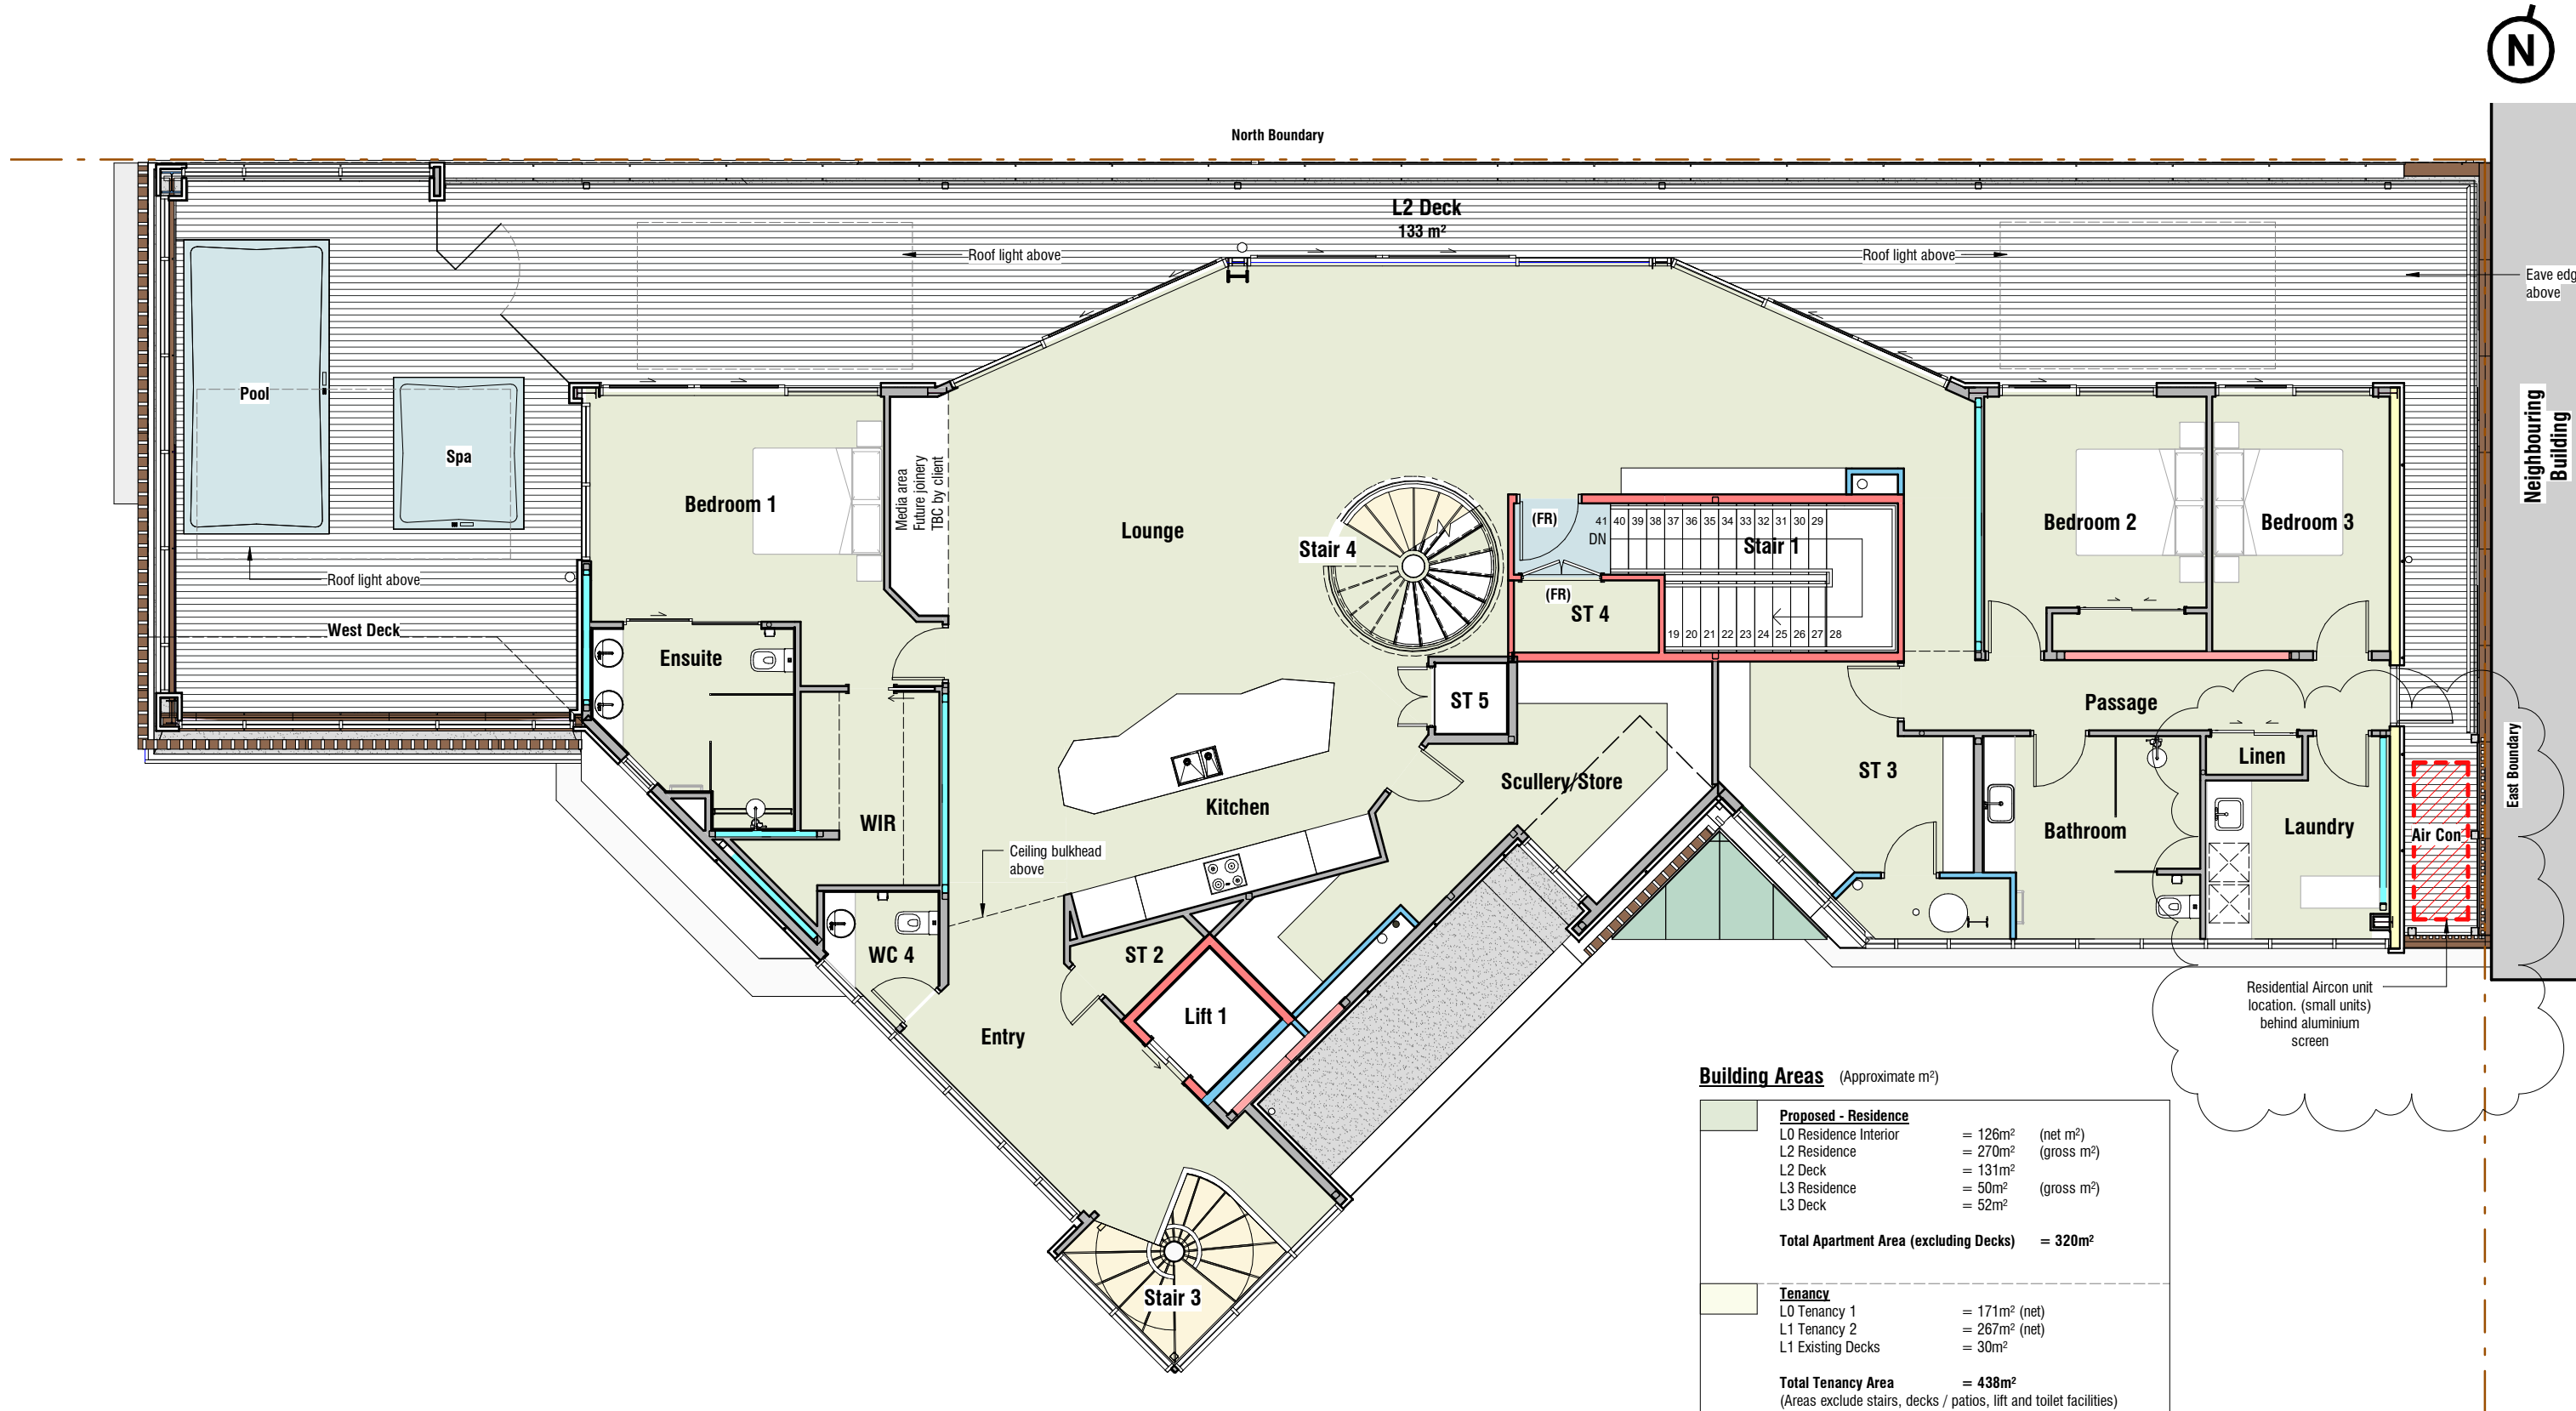 N
North Boundary
L2 Deck
133 m²
Roof light above
Roof light above
Eave edg
above
Pool
Spa
Bedroom 1
Media area
Future joinery
TBC by client
Lounge
Stair 4
(FR)
41 40 39 38 37 36 35 34 33 32 31 30 29
DN
Stair 1
(FR)
ST 4
19 20 21 22 23 24 25 26 27 28
Bedroom 2
Bedroom 3
Neighbouring
Building
Roof light above
West Deck
Ensuite
ST 5
Passage
Linen
East Boundary
Scullery/Store
ST 3
Kitchen
WIR
Bathroom
Laundry
Air Con
Ceiling bulkhead
above
WC 4
ST 2
Lift 1
Entry
Residential Aircon unit
location. (small units)
behind aluminium
screen
Stair 3
Building Areas (Approximate m²)
Proposed - Residence
L0 Residence Interior = 126m² (net m²)
L2 Residence = 270m² (gross m²)
L2 Deck = 131m²
L3 Residence = 50m² (gross m²)
L3 Deck = 52m²
Total Apartment Area (excluding Decks) = 320m²
Tenancy
L0 Tenancy 1 = 171m² (net)
L1 Tenancy 2 = 267m² (net)
L1 Existing Decks = 30m²
Total Tenancy Area = 438m²
(Areas exclude stairs, decks / patios, lift and toilet facilities)